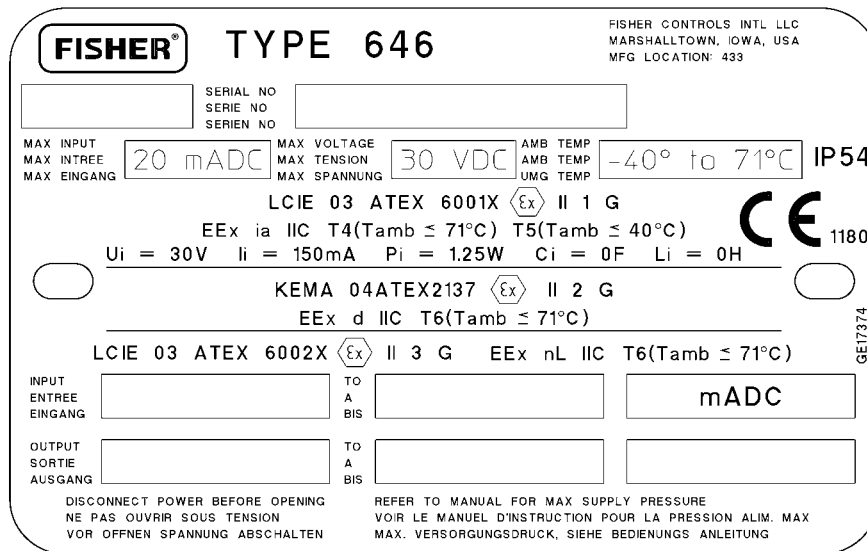 FISHER®
TYPE 646
FISHER CONTROLS INTL LLC
MARSHALLTOWN, IOWA, USA
MFG LOCATION: 433
SERIAL NO
SERIE NO
SERIEN NO
MAX INPUT
MAX INTREE
MAX EINGANG
20 mADC
MAX VOLTAGE
MAX TENSION
MAX SPANNUNG
30 VDC
AMB TEMP
AMB TEMP
UMG TEMP
-40° to 71°C
IP54
LCIE 03 ATEX 6001X Ex II 1 G
EEx ia IIC T4(Tamb ≤ 71°C) T5(Tamb ≤ 40°C)
Ui = 30V Ii = 150mA Pi = 1.25W Ci = 0F Li = 0H
CE 1180
KEMA 04ATEX2137 Ex II 2 G
EEx d IIC T6(Tamb ≤ 71°C)
LCIE 03 ATEX 6002X Ex II 3 G EEx nL IIC T6(Tamb ≤ 71°C)
GE17374
INPUT
ENTREE
EINGANG
TO
A
BIS
mADC
OUTPUT
SORTIE
AUSGANG
TO
A
BIS
DISCONNECT POWER BEFORE OPENING
NE PAS OUVRIR SOUS TENSION
VOR OFFNEN SPANNUNG ABSCHALTEN
REFER TO MANUAL FOR MAX SUPPLY PRESSURE
VOIR LE MANUEL D'INSTRUCTION POUR LA PRESSION ALIM. MAX
MAX. VERSORGUNGSDRUCK, SIEHE BEDIENUNGS ANLEITUNG